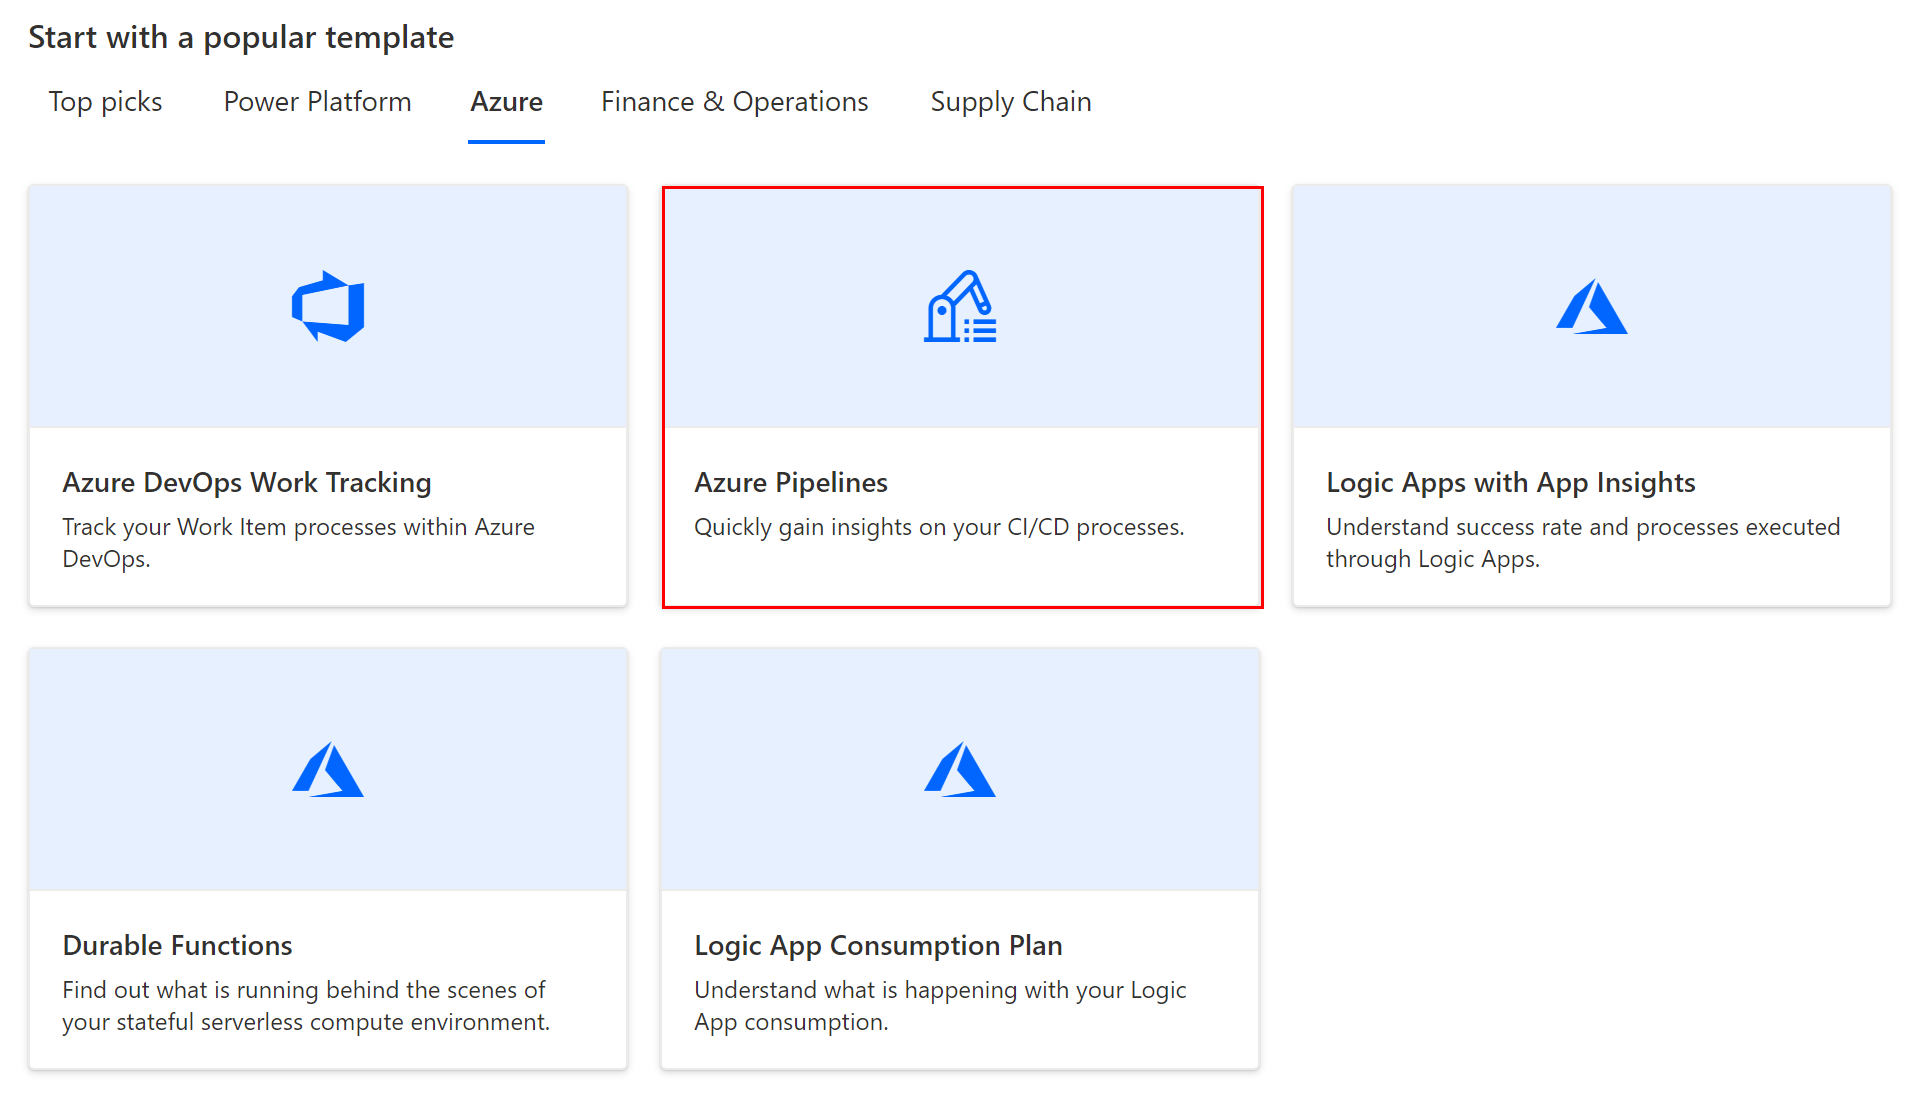 Start with a popular template
Top picks
Power Platform
Azure
Finance & Operations
Supply Chain
Azure DevOps Work Tracking
Track your Work Item processes within Azure
DevOps.
Azure Pipelines
Quickly gain insights on your CI/CD processes.
Logic Apps with App Insights
Understand success rate and processes executed
through Logic Apps.
Durable Functions
Find out what is running behind the scenes of
your stateful serverless compute environment.
Logic App Consumption Plan
Understand what is happening with your Logic
App consumption.